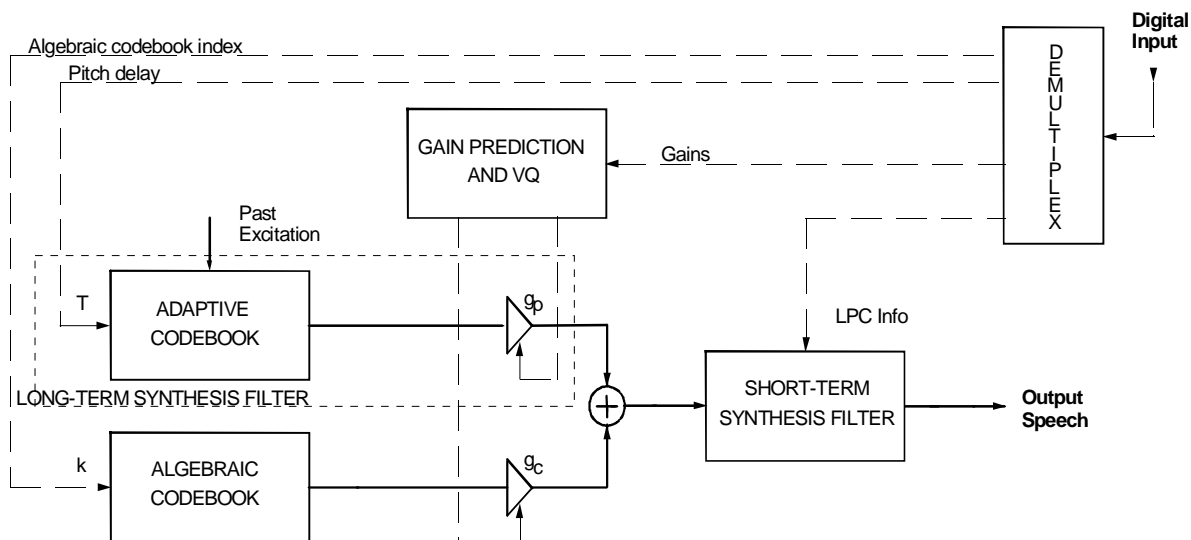 Digital
Input
Algebraic codebook index
Pitch delay
DEMULTIPLEX
GAIN PREDICTION
AND VQ
Gains
Past
Excitation
T
ADAPTIVE
CODEBOOK
gp
LPC Info
LONG-TERM SYNTHESIS FILTER
SHORT-TERM
SYNTHESIS FILTER
Output
Speech
k
ALGEBRAIC
CODEBOOK
gc